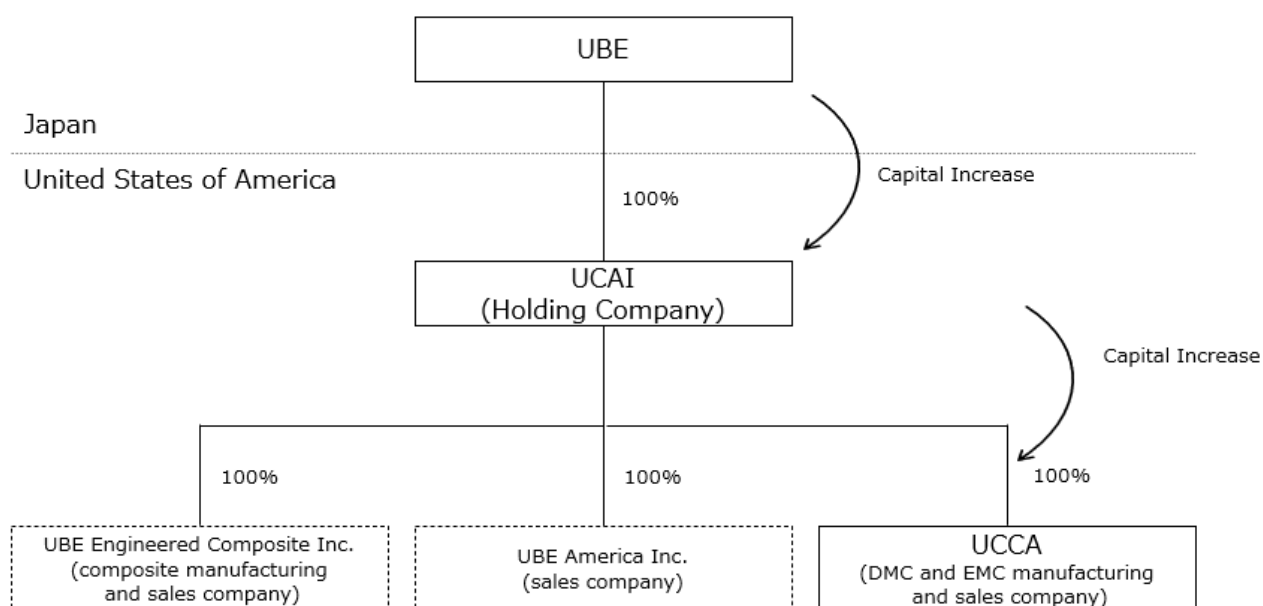 UBE
Japan
United States of America
Capital Increase
100%
UCAI
(Holding Company)
Capital Increase
100%
100%
100%
UBE Engineered Composite Inc.
(composite manufacturing
and sales company)
UBE America Inc.
(sales company)
UCCA
(DMC and EMC manufacturing
and sales company)